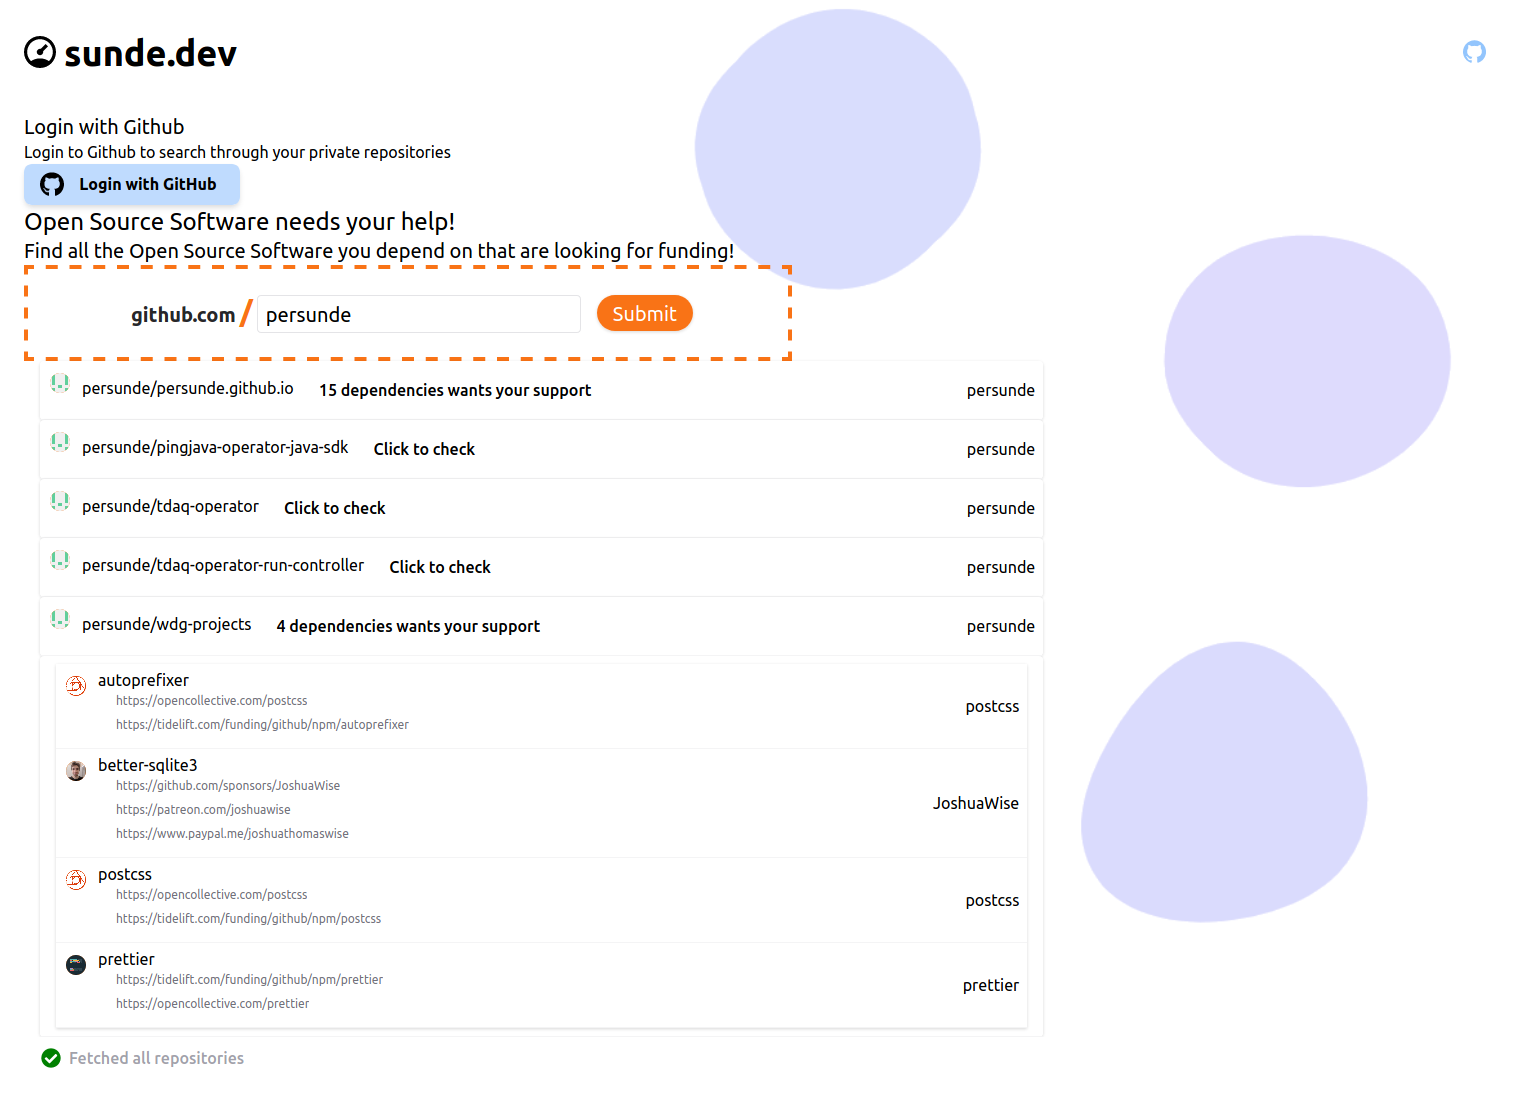 sunde.dev
Login with Github
Login to Github to search through your private repositories
Login with GitHub
Open Source Software needs your help!
Find all the Open Source Software you depend on that are looking for funding!
github.com / persunde Submit
persunde/persunde.github.io 15 dependencies wants your support persunde
persunde/pingjava-operator-java-sdk Click to check persunde
persunde/tdaq-operator Click to check persunde
persunde/tdaq-operator-run-controller Click to check persunde
persunde/wdg-projects 4 dependencies wants your support persunde
autoprefixer
https://opencollective.com/postcss
postcss
https://tidelift.com/funding/github/npm/autoprefixer
better-sqlite3
https://github.com/sponsors/JoshuaWise
JoshuaWise
https://patreon.com/joshuawise
https://www.paypal.me/joshuathomaswise
postcss
https://opencollective.com/postcss
postcss
https://tidelift.com/funding/github/npm/postcss
prettier
https://tidelift.com/funding/github/npm/prettier
prettier
https://opencollective.com/prettier
Fetched all repositories